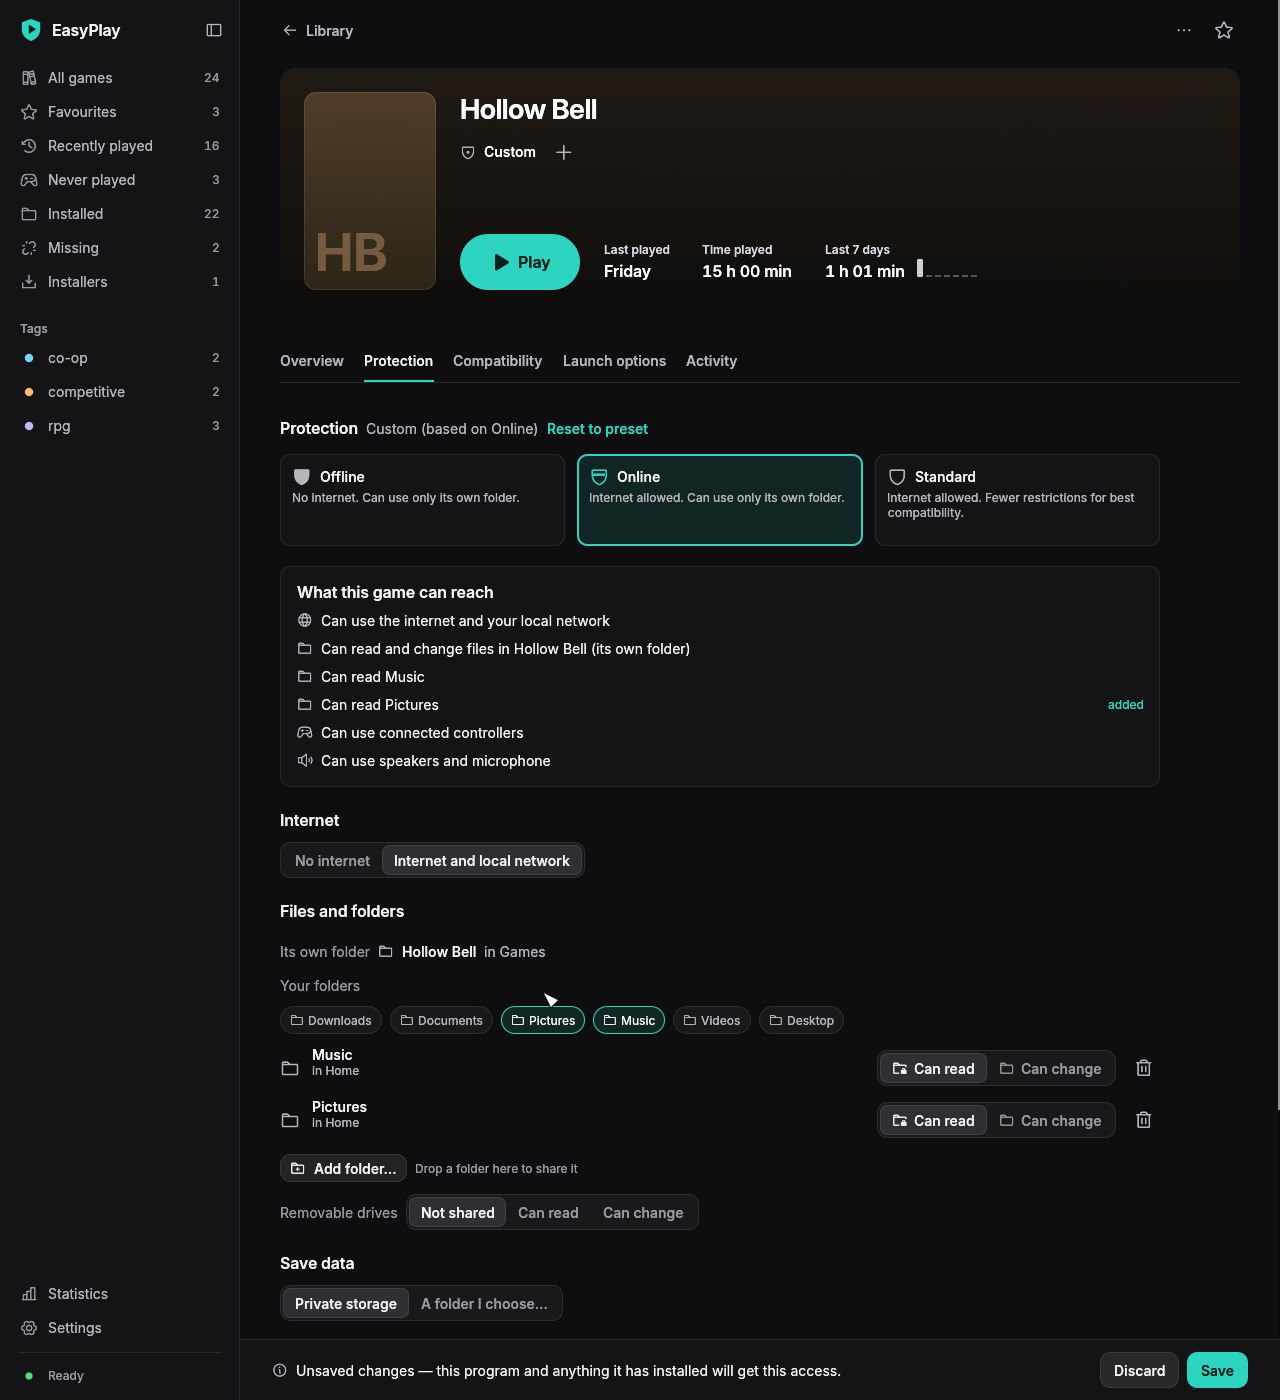 EasyPlay
All games 24
Favourites 3
Recently played 16
Never played 3
Installed 22
Missing 2
Installers 1
Tags
co-op 2
competitive 2
rpg 3
Statistics
Settings
Ready
Library
HB
Hollow Bell
Custom
Play
Last played
Friday
Time played
15 h 00 min
Last 7 days
1 h 01 min
Overview Protection Compatibility Launch options Activity
Protection Custom (based on Online) Reset to preset
Offline
No internet. Can use only its own folder.
Online
Internet allowed. Can use only its own folder.
Standard
Internet allowed. Fewer restrictions for best
compatibility.
What this game can reach
Can use the internet and your local network
Can read and change files in Hollow Bell (its own folder)
Can read Music
Can read Pictures added
Can use connected controllers
Can use speakers and microphone
Internet
No internet Internet and local network
Files and folders
Its own folder Hollow Bell in Games
Your folders
Downloads Documents Pictures Music Videos Desktop
Music
in Home
Can read Can change
Pictures
in Home
Can read Can change
Add folder... Drop a folder here to share it
Removable drives Not shared Can read Can change
Save data
Private storage A folder I choose...
Unsaved changes — this program and anything it has installed will get this access.
Discard Save